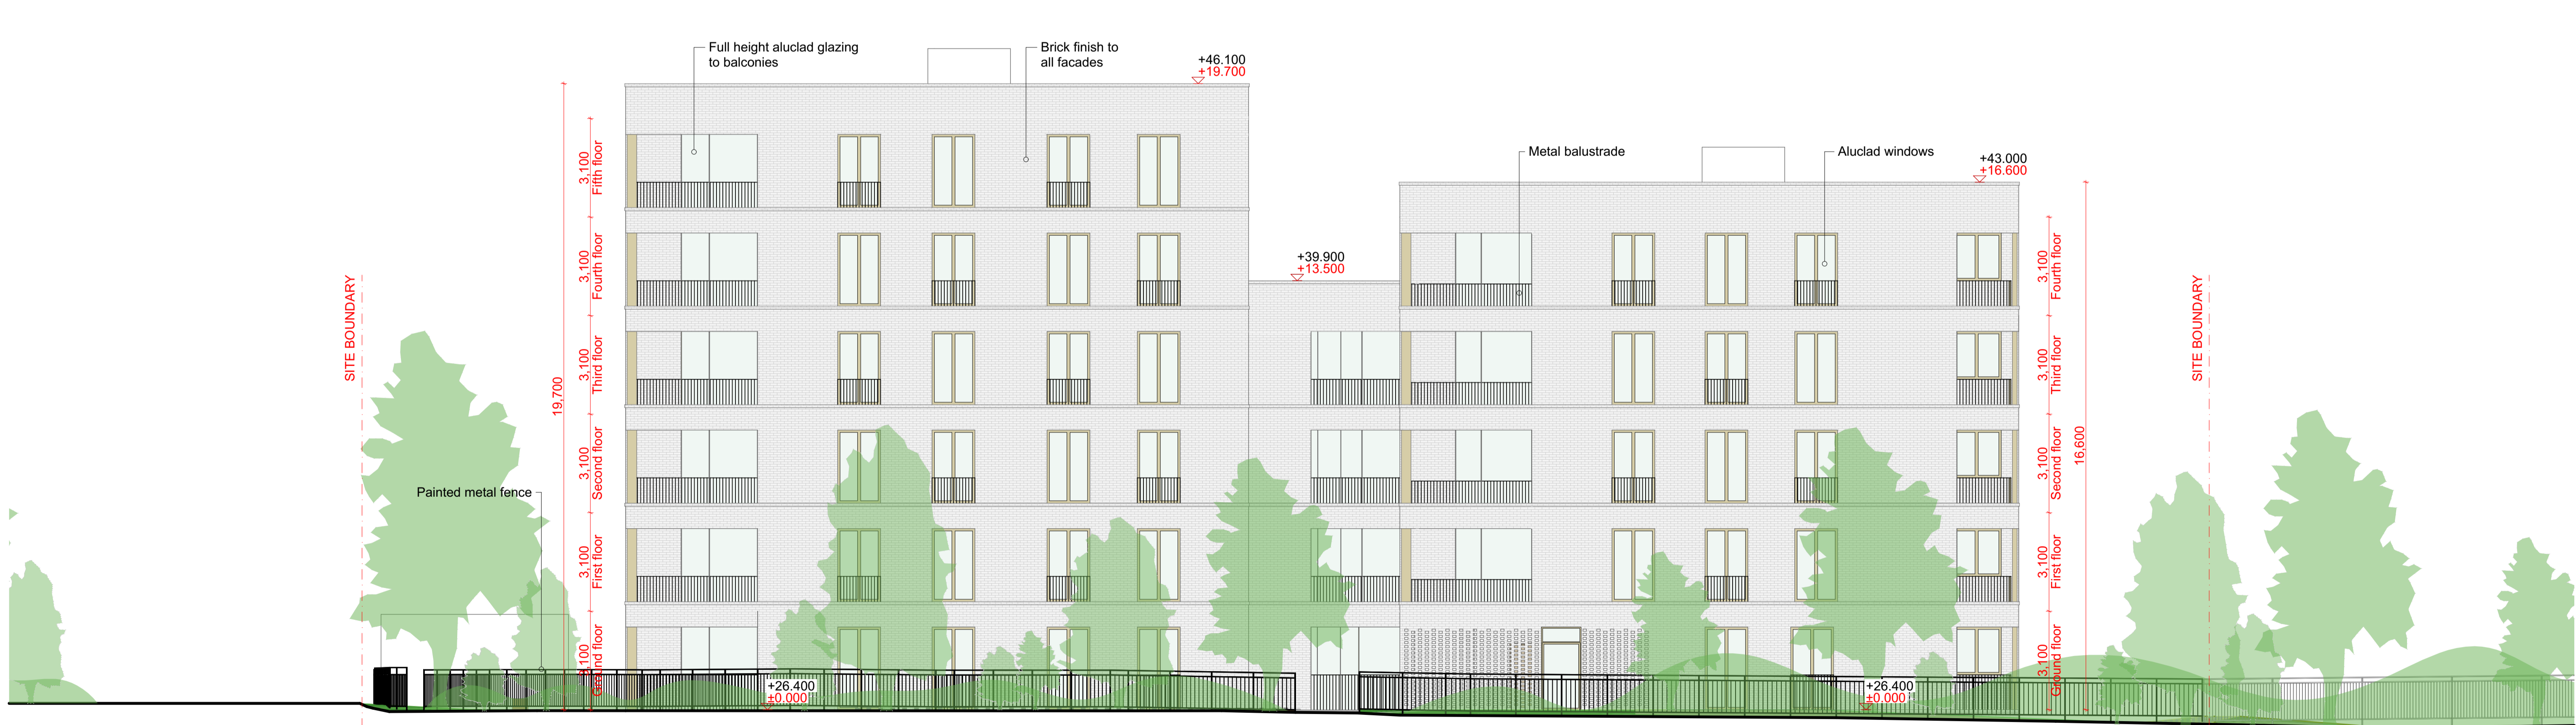 Full height aluclad glazing
to balconies
Brick finish to
all facades
+46.100
+19.700
Metal balustrade
Aluclad windows
+43.000
+16.600
+39.900
+13.500
SITE BOUNDARY
19,700
3,100
Fifth floor
3,100
Fourth floor
3,100
Third floor
3,100
Second floor
3,100
First floor
3,100
Ground floor
Painted metal fence
3,100
Fourth floor
3,100
Third floor
3,100
Second floor
3,100
First floor
3,100
Ground floor
16,600
SITE BOUNDARY
+26.400
±0.000
+26.400
±0.000